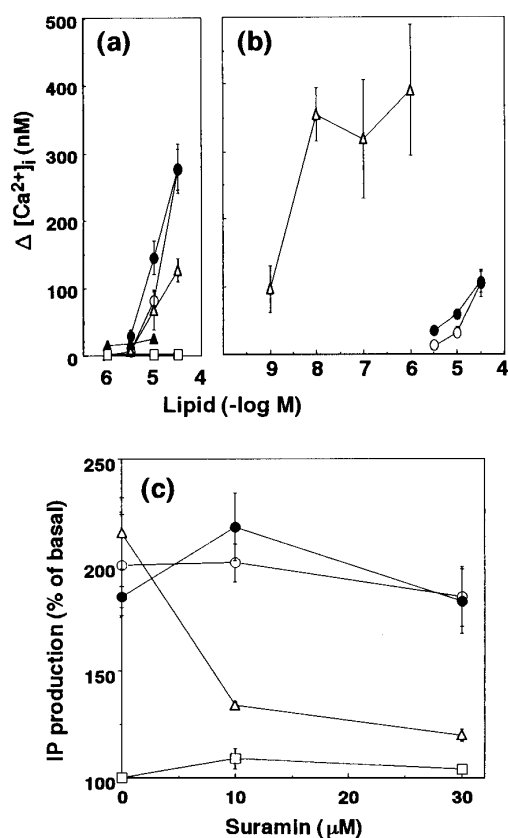 (a)
(b)
500
400
300
200
100
0
Δ [Ca²⁺]ᵢ (nM)
6 5 4
9 8 7 6 5 4
Lipid (-log M)
(c)
250
200
150
100
IP production (% of basal)
0 10 20 30
Suramin (μM)